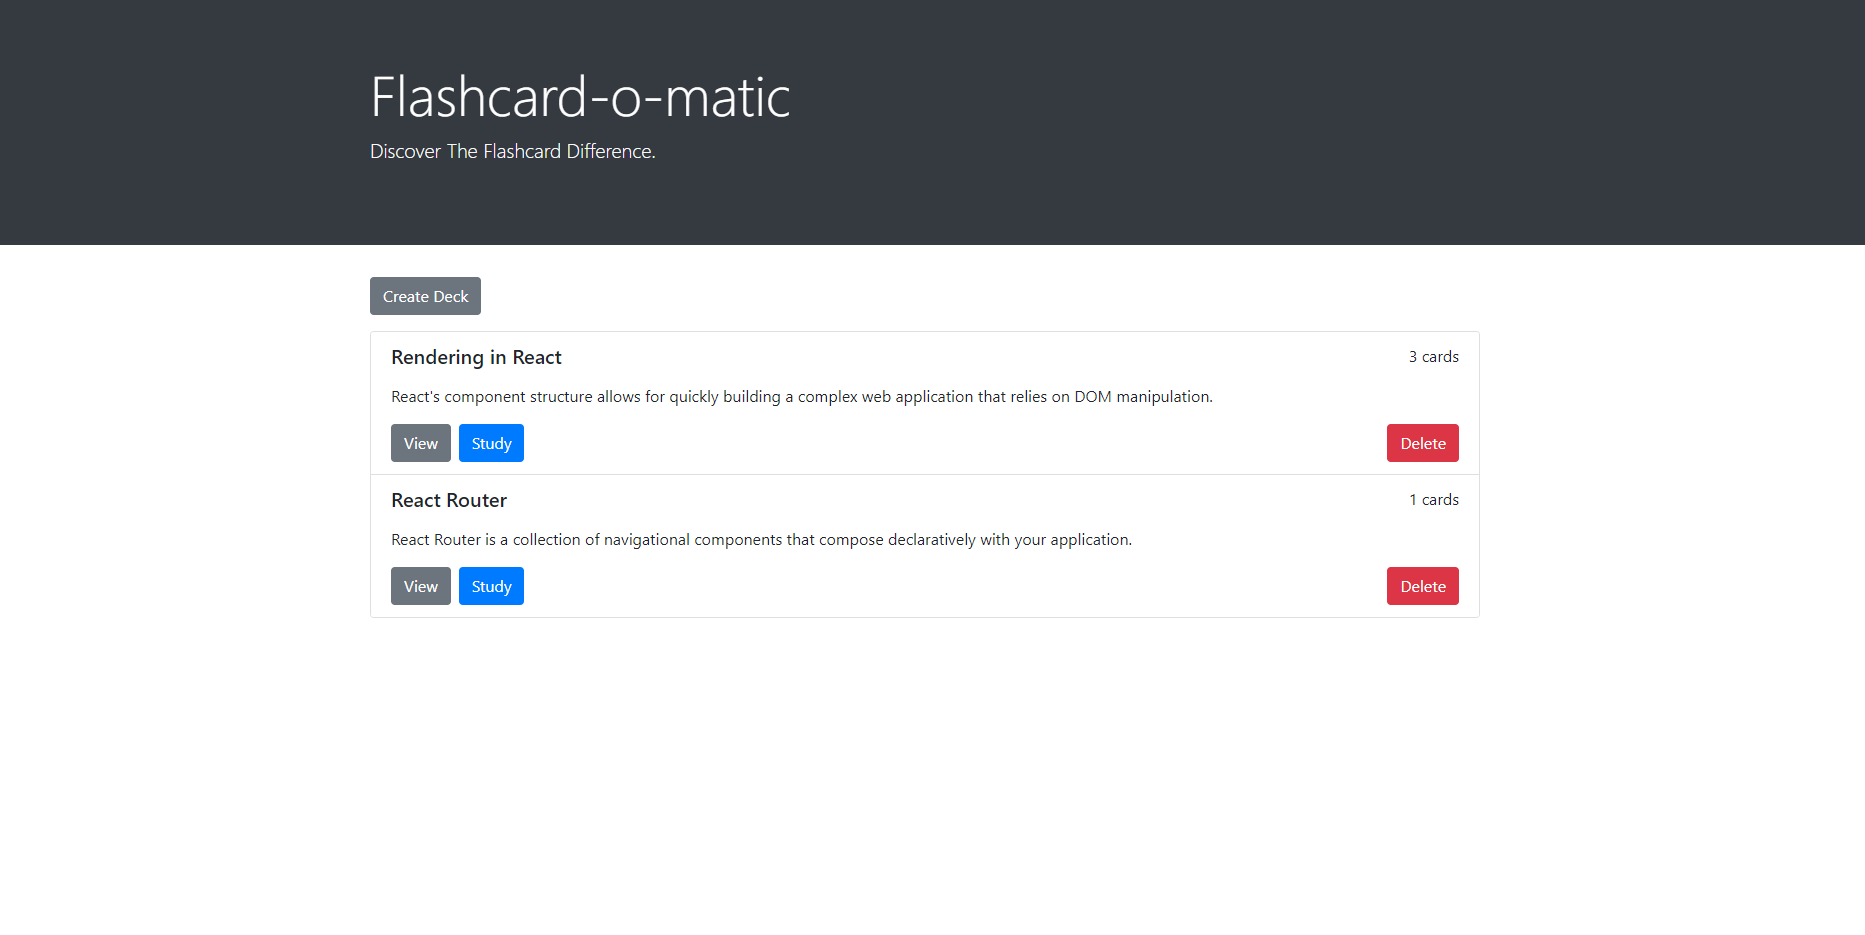 Flashcard-o-matic
Discover The Flashcard Difference.
Create Deck
Rendering in React
3 cards
React's component structure allows for quickly building a complex web application that relies on DOM manipulation.
View Study Delete
React Router
1 cards
React Router is a collection of navigational components that compose declaratively with your application.
View Study Delete